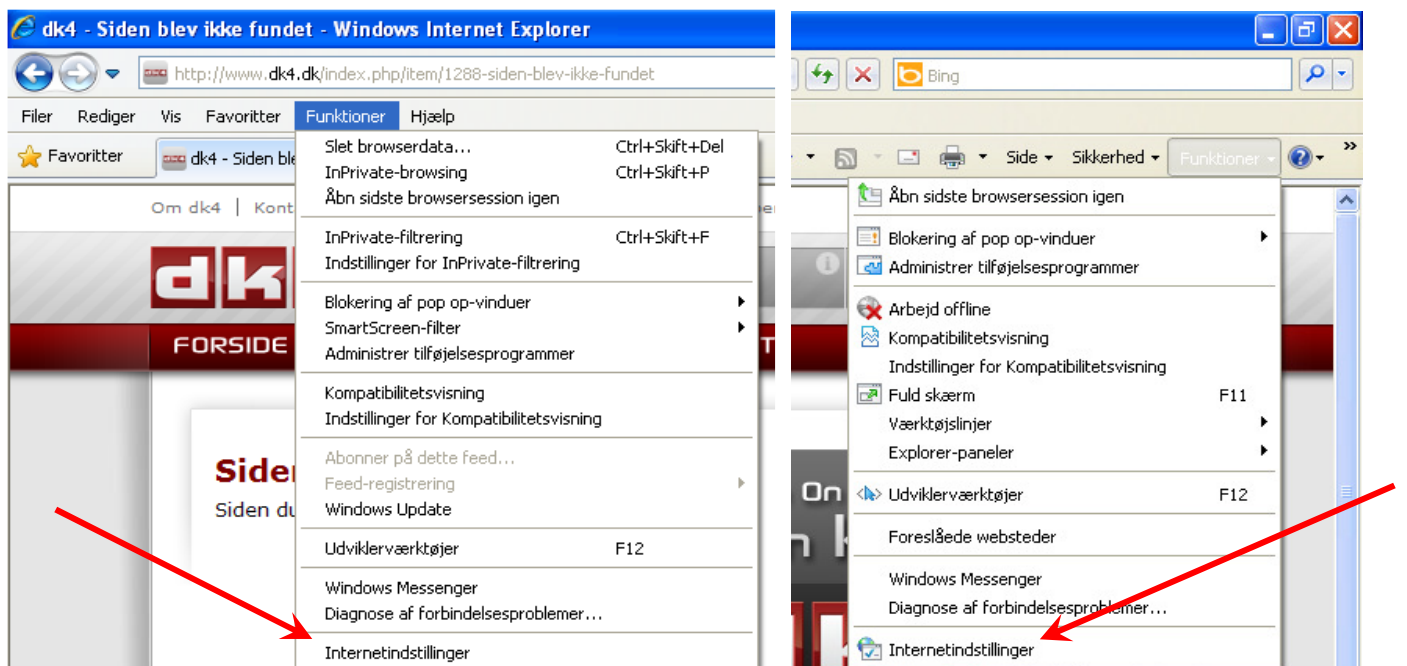 dk4 - Siden blev ikke fundet - Windows Internet Explorer
http://www.dk4.dk/index.php/item/1288-siden-blev-ikke-fundet
Filer Rediger Vis Favoritter Funktioner Hjælp
Favoritter dk4 - Siden ble
Slet browserdata... Ctrl+Skift+Del
InPrivate-browsing Ctrl+Skift+P
Åbn sidste browsersession igen
Om dk4 | Kont
InPrivate-filtrering Ctrl+Skift+F
Indstillinger for InPrivate-filtrering
dk
Blokering af pop op-vinduer
SmartScreen-filter
FORSIDE
Administrer tilføjelsesprogrammer
Kompatibilitetsvisning
Indstillinger for Kompatibilitetsvisning
Abonner på dette feed...
Side
Feed-registrering
Siden du
Windows Update
Udviklerværktøjer F12
Windows Messenger
Diagnose af forbindelsesproblemer...
Internetindstillinger
Bing
Side Sikkerhed Funktioner »
Åbn sidste browsersession igen
Blokering af pop op-vinduer
Administrer tilføjelsesprogrammer
Arbejd offline
Kompatibilitetsvisning
Indstillinger for Kompatibilitetsvisning
Fuld skærm F11
Værktøjslinjer
Explorer-paneler
On
Udviklerværktøjer F12
Foreslåede websteder
Windows Messenger
Diagnose af forbindelsesproblemer...
Internetindstillinger